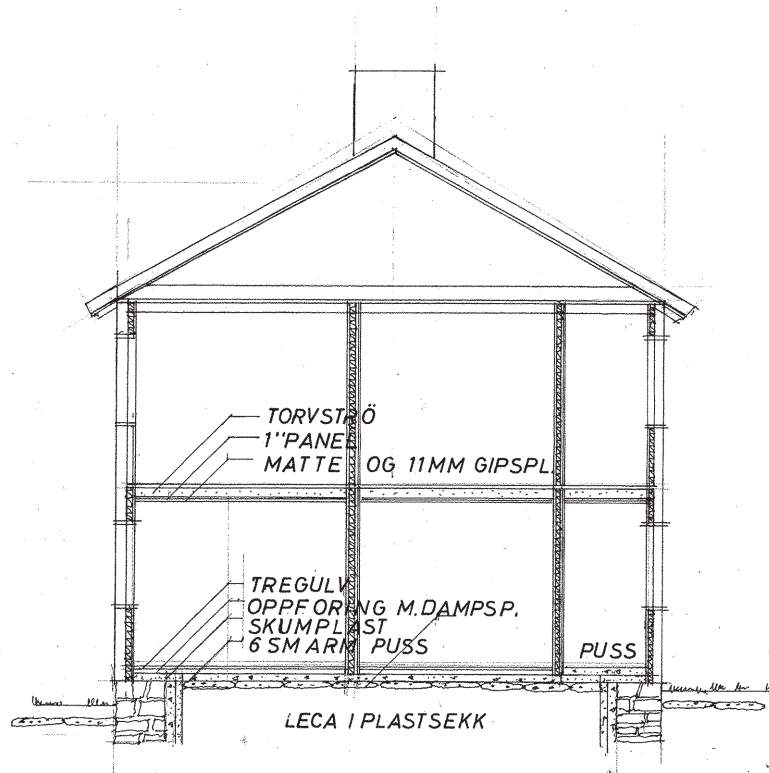 TORVSTRÖ
1" PANEL
MATTE OG 11MM GIPSPL.
TREGULV
OPPFORING M.DAMPSP.
SKUMPLAST
6 SM ARM PUSS
PUSS
LECA I PLASTSEKK